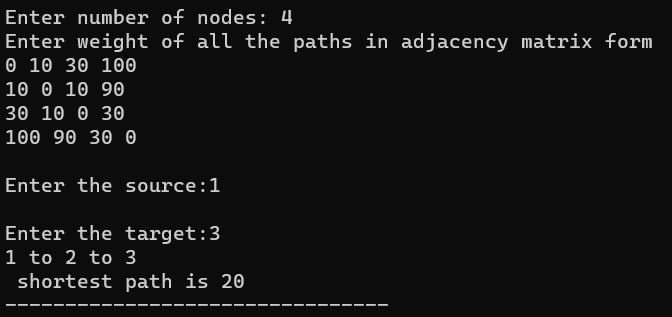 Enter number of nodes: 4
Enter weight of all the paths in adjacency matrix form
0 10 30 100
10 0 10 90
30 10 0 30
100 90 30 0
Enter the source:1
Enter the target:3
1 to 2 to 3
 shortest path is 20
--------------------------------